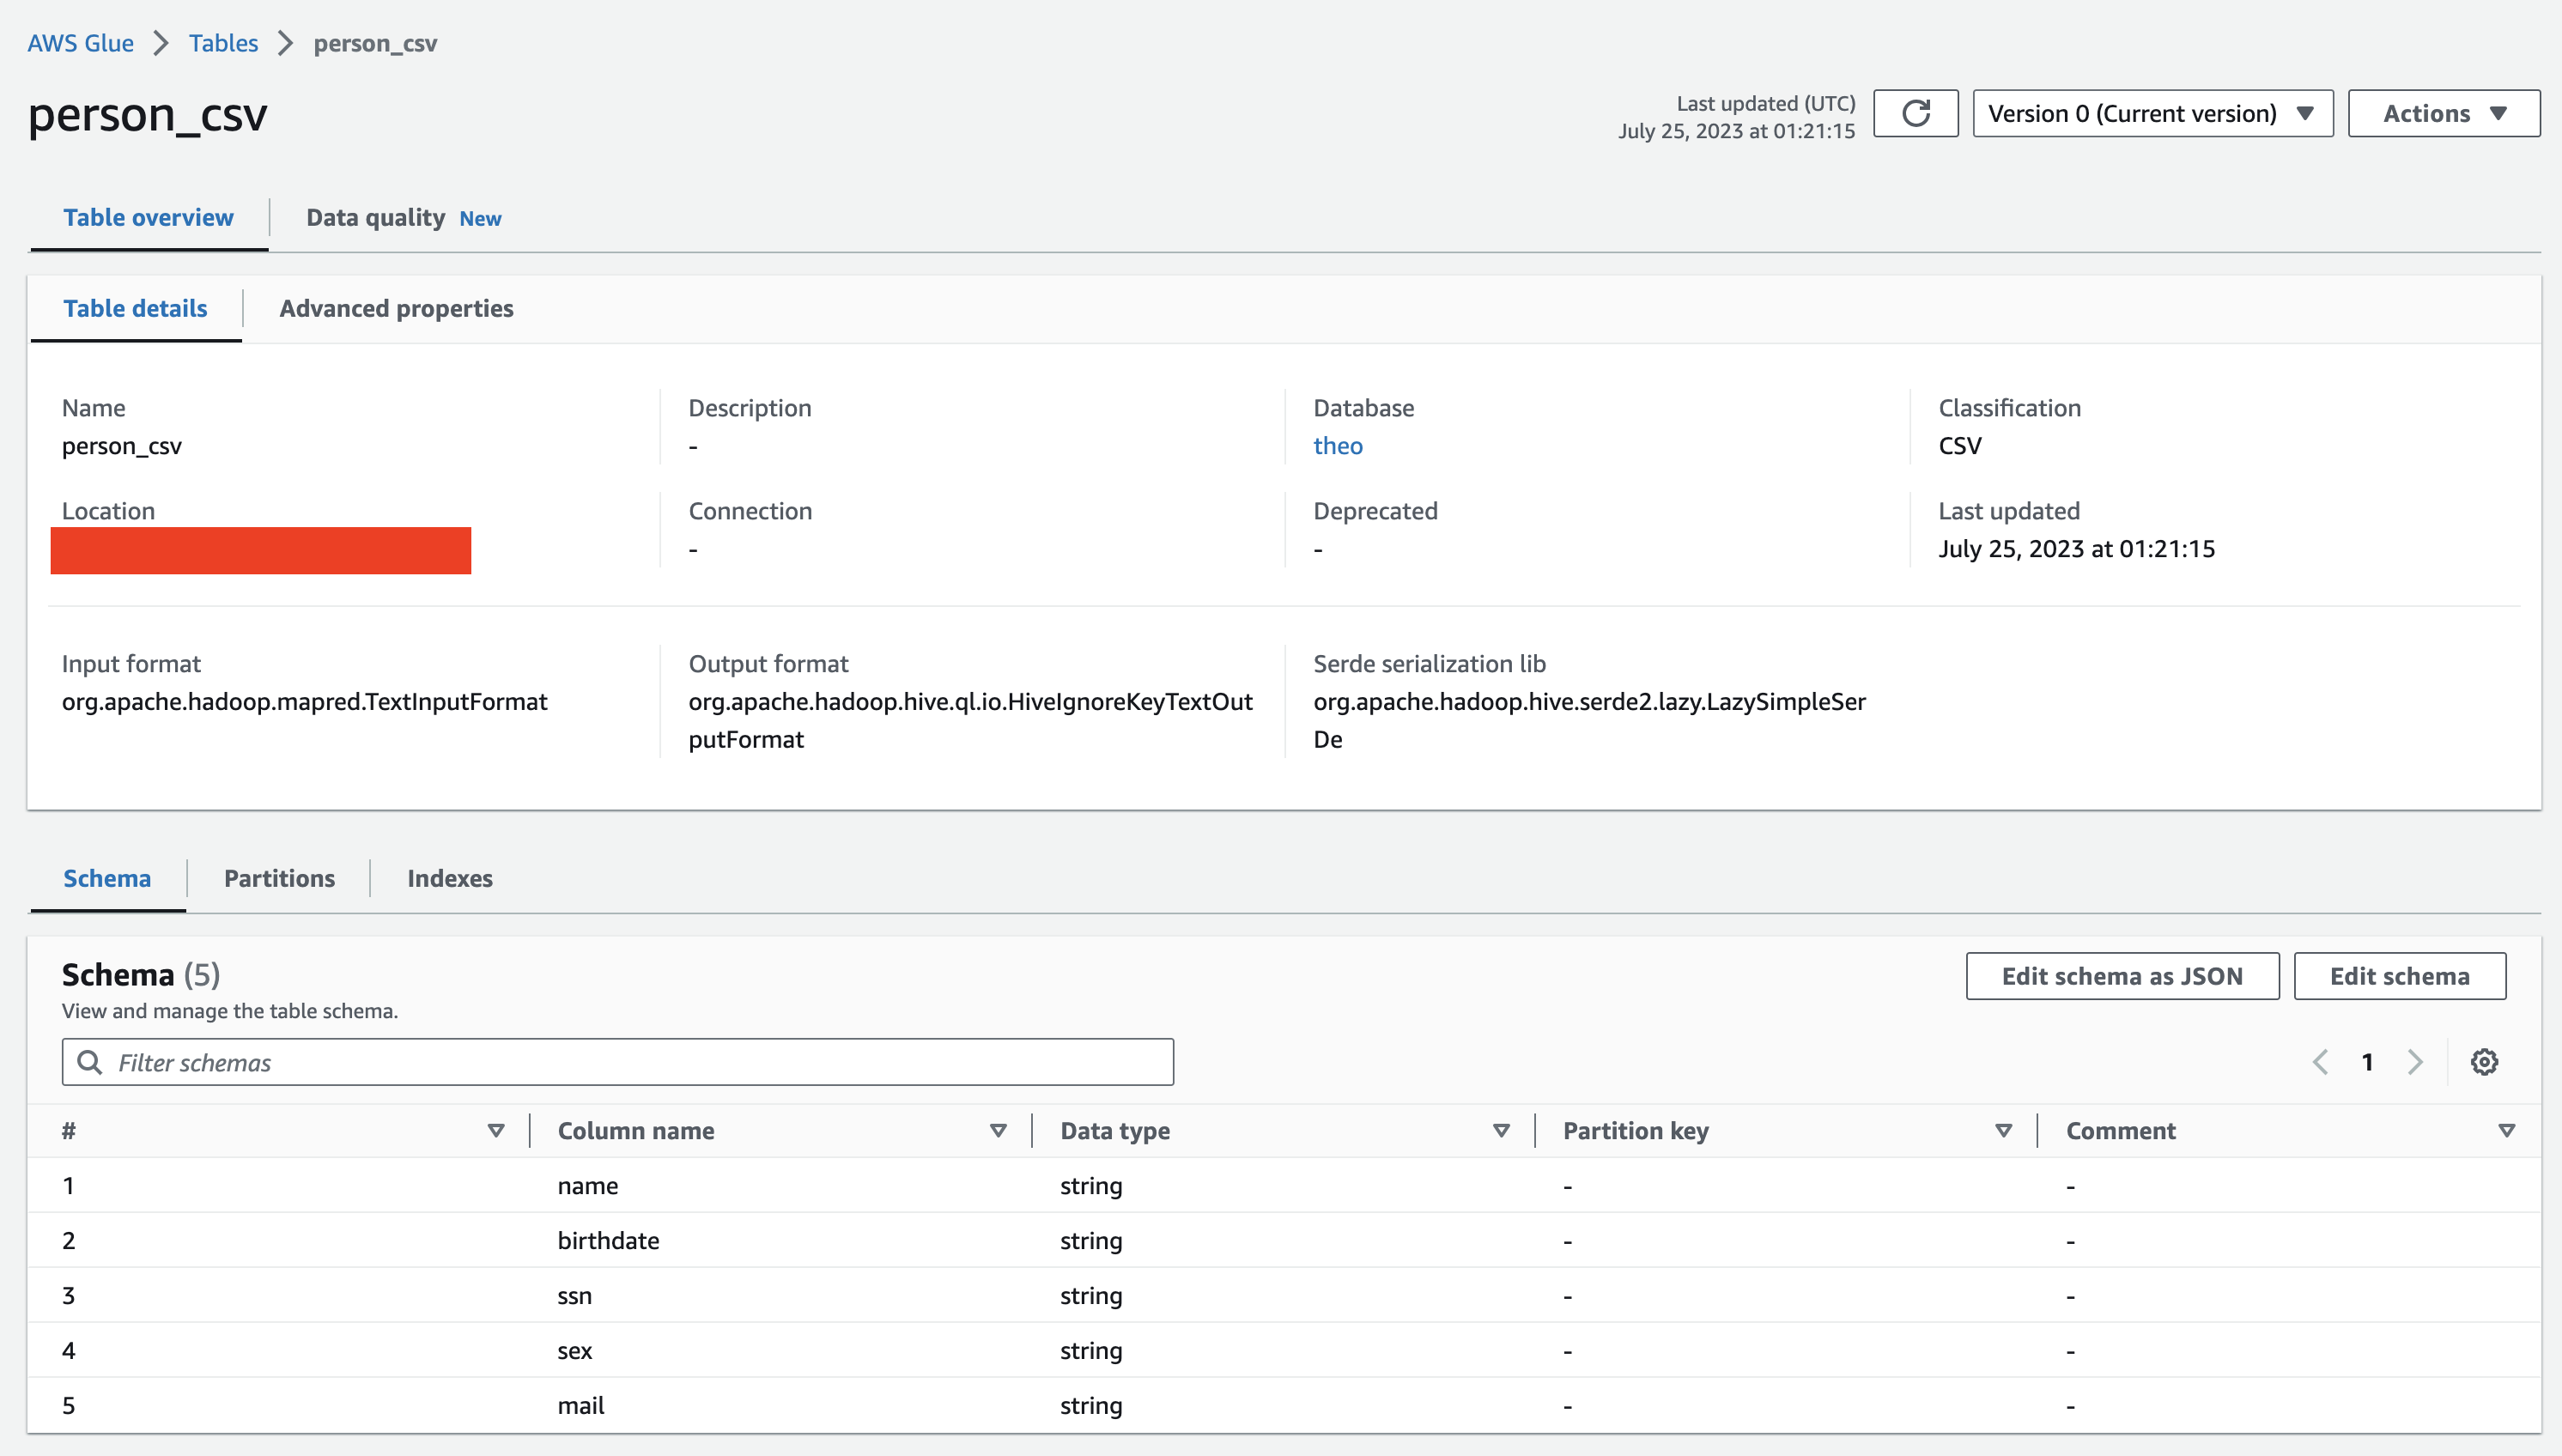 AWS Glue > Tables > person_csv
person_csv
Last updated (UTC)
July 25, 2023 at 01:21:15
Version 0 (Current version)
Actions
Table overview
Data quality New
Table details
Advanced properties
Name
person_csv
Description
-
Database
theo
Classification
CSV
Location
Connection
-
Deprecated
-
Last updated
July 25, 2023 at 01:21:15
Input format
org.apache.hadoop.mapred.TextInputFormat
Output format
org.apache.hadoop.hive.ql.io.HiveIgnoreKeyTextOut
putFormat
Serde serialization lib
org.apache.hadoop.hive.serde2.lazy.LazySimpleSer
De
Schema
Partitions
Indexes
Schema (5)
View and manage the table schema.
Edit schema as JSON
Edit schema
Filter schemas
1
# Column name Data type Partition key Comment
1 name string - -
2 birthdate string - -
3 ssn string - -
4 sex string - -
5 mail string - -